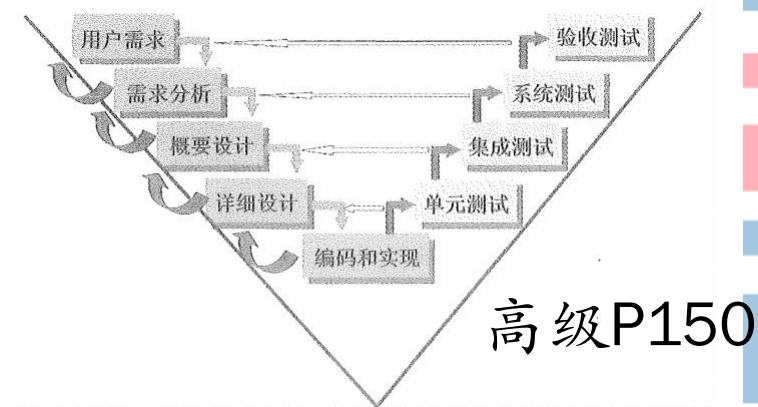 用户需求
验收测试
需求分析
系统测试
概要设计
集成测试
详细设计
单元测试
编码和实现
高级P150